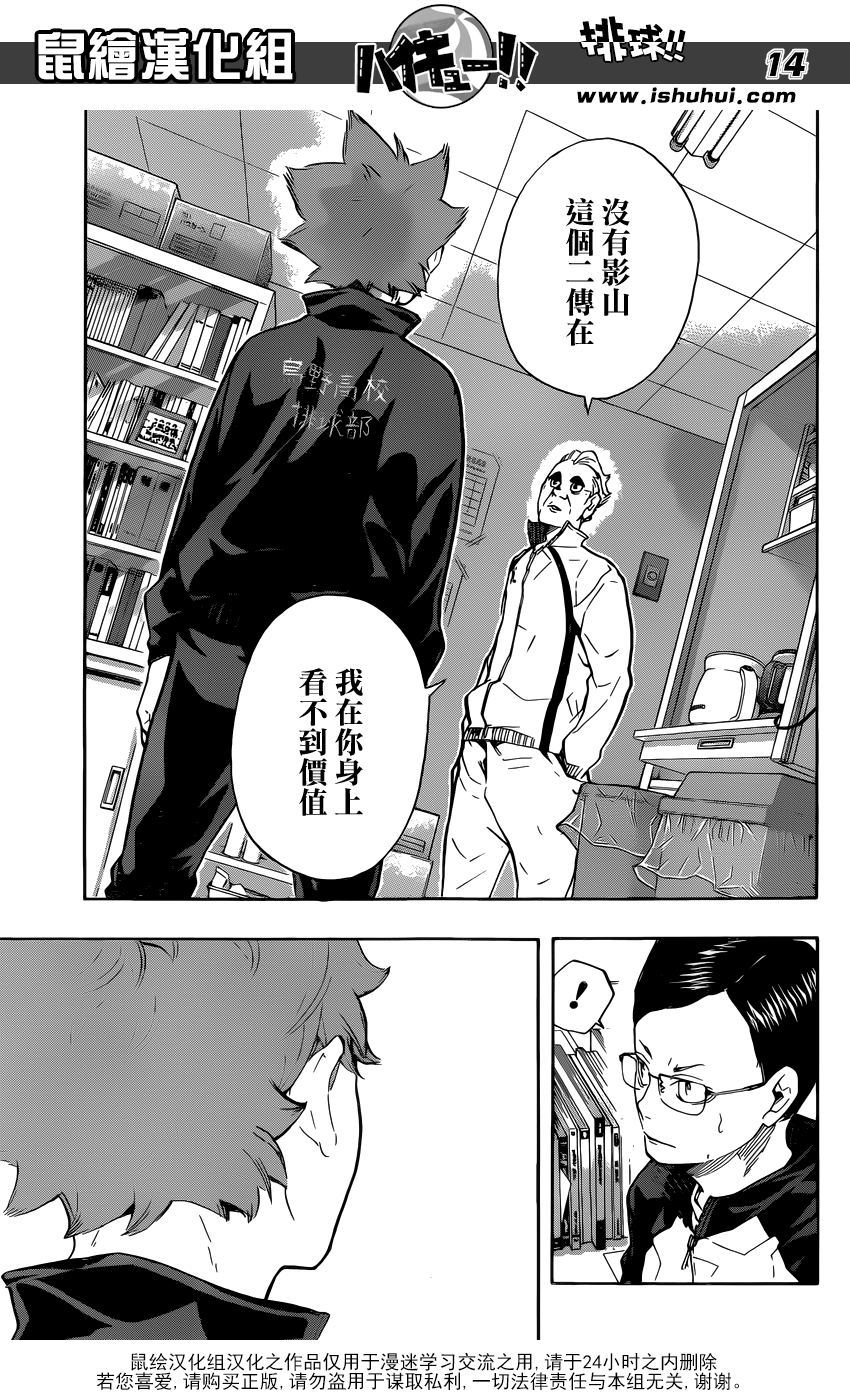 鼠繪漢化組
ハイキュー!!
排球!!
14
www.ishuhui.com
沒有影山
這個二傳在
烏野高校
排球部
我在你身上
看不到價值
!
鼠绘汉化组汉化之作品仅用于漫迷学习交流之用, 请于24小时之内删除
若您喜爱, 请购买正版, 请勿用于谋取私利, 一切法律责任与本组无关, 谢谢。